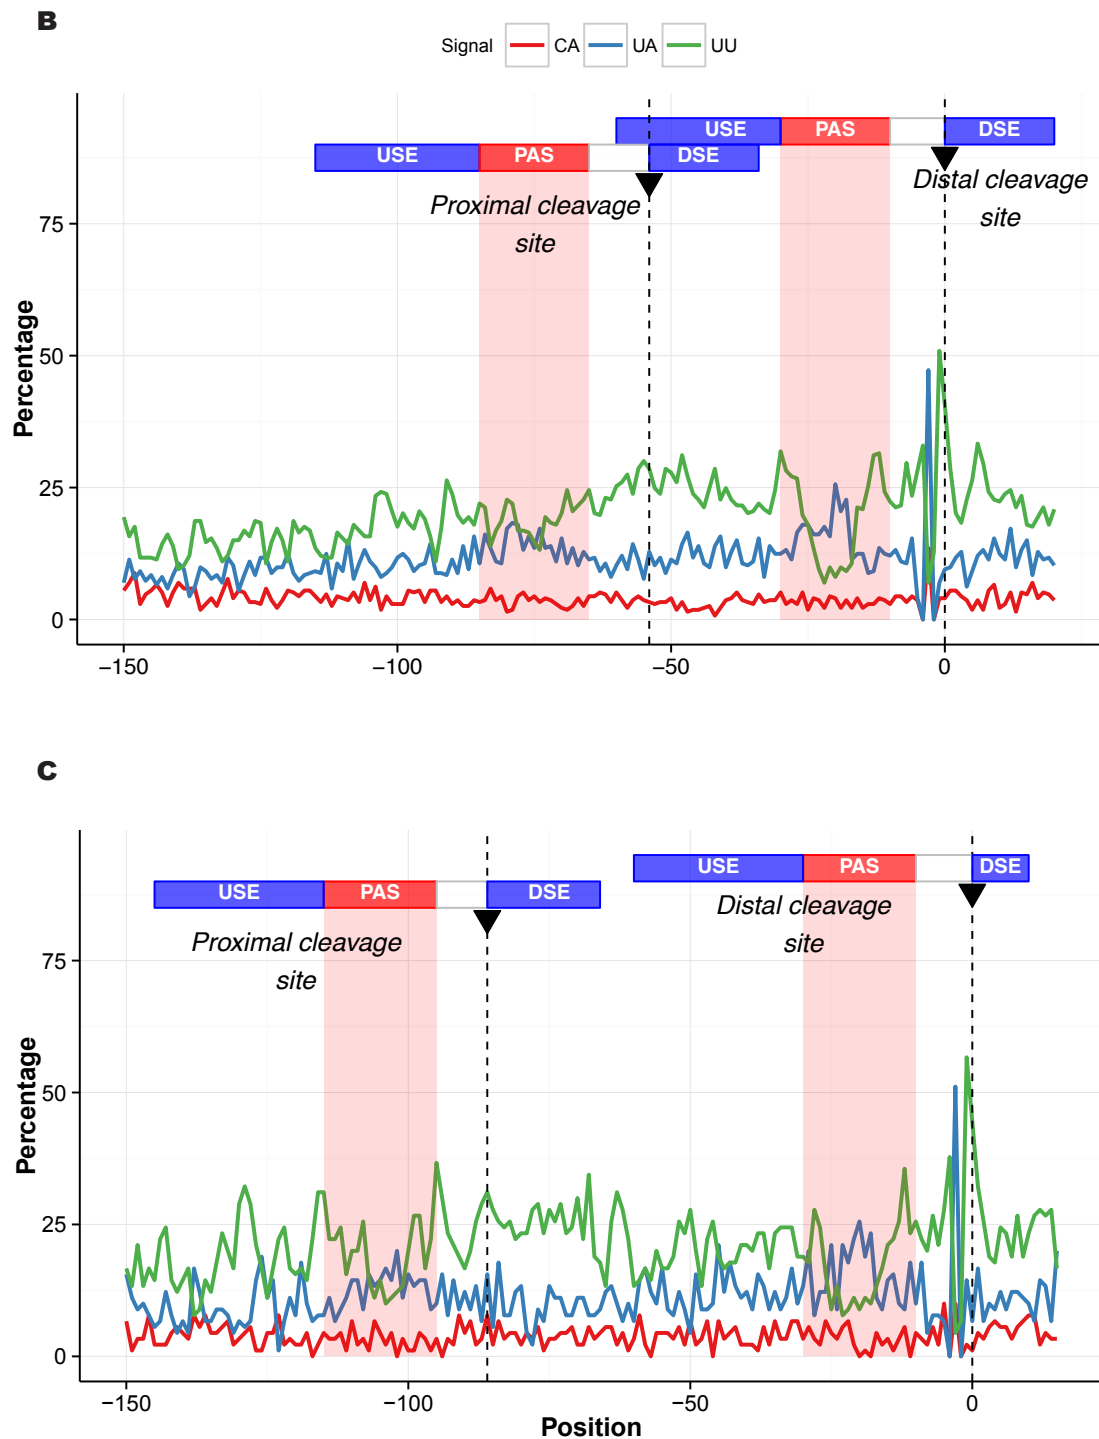 B
Signal CA UA UU
USE PAS DSE
USE PAS DSE
Proximal cleavage
site
Distal cleavage
site
Percentage
75
50
25
0
−150 −100 −50 0
C
USE PAS DSE
USE PAS DSE
Proximal cleavage
site
Distal cleavage
site
Percentage
75
50
25
0
−150 −100 −50 0
Position